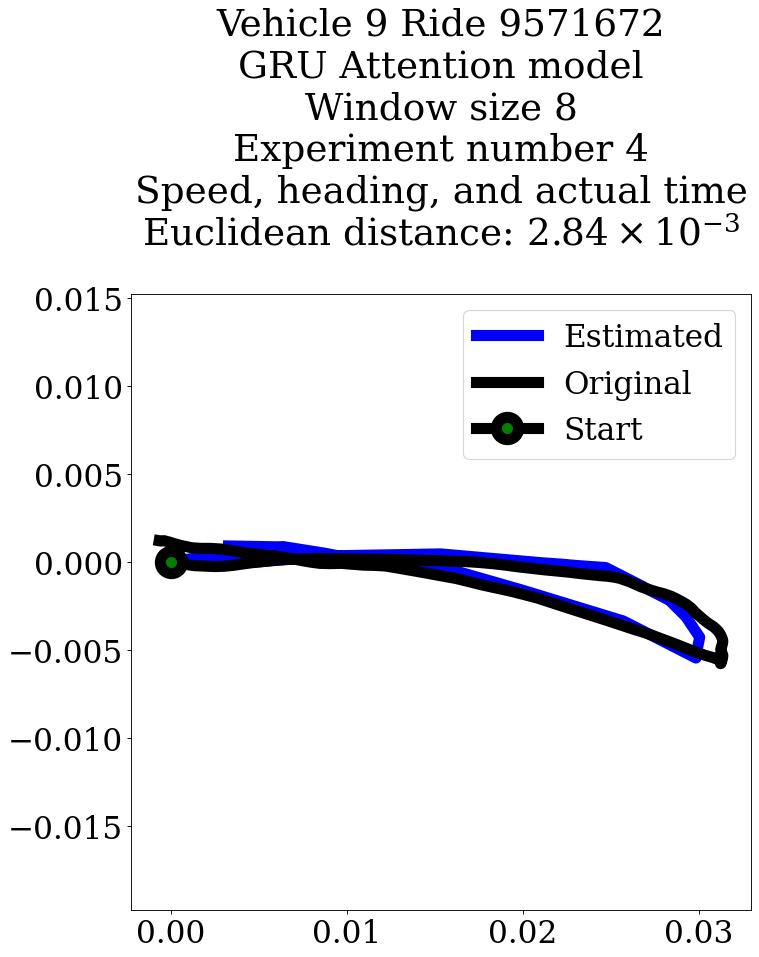 Vehicle 9 Ride 9571672
GRU Attention model
Window size 8
Experiment number 4
Speed, heading, and actual time
Euclidean distance: 2.84 × 10⁻³
0.015
0.010
0.005
0.000
−0.005
−0.010
−0.015
Estimated
Original
Start
0.00 0.01 0.02 0.03